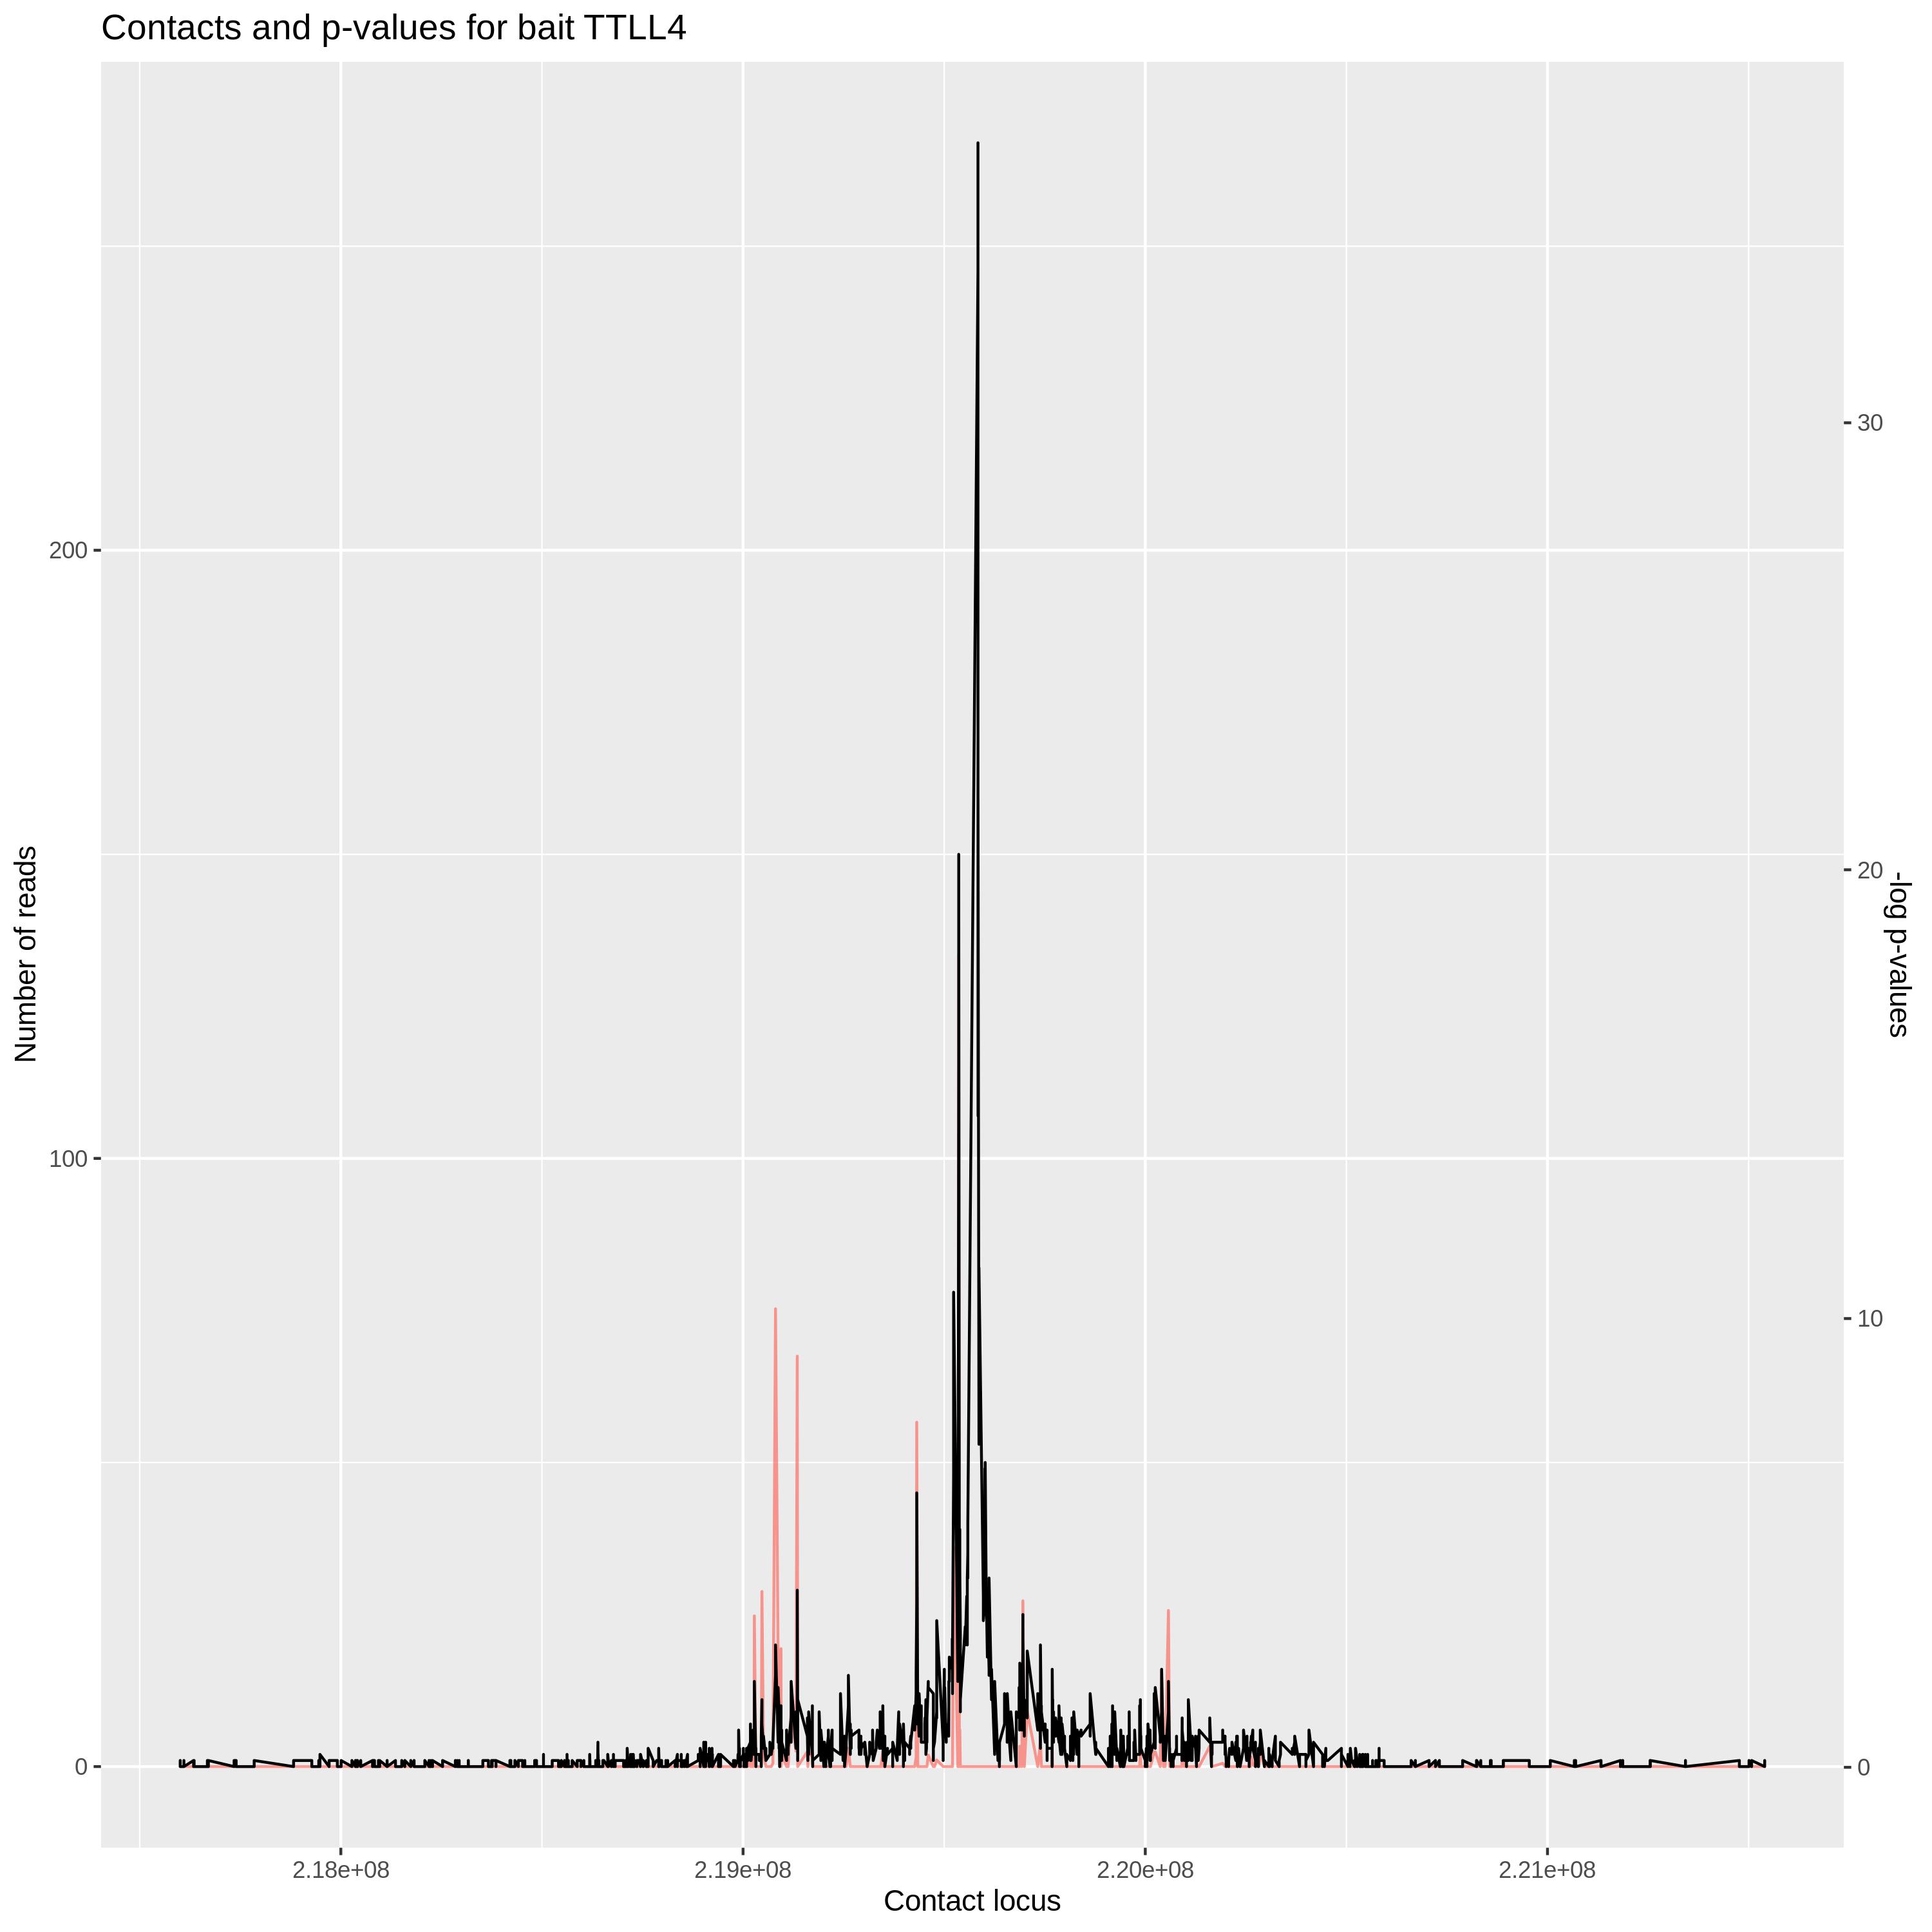 Contacts and p-values for bait TTLL4
Number of reads
200
100
0
30
20
10
0
-log p-values
2.18e+08
2.19e+08
2.20e+08
2.21e+08
Contact locus